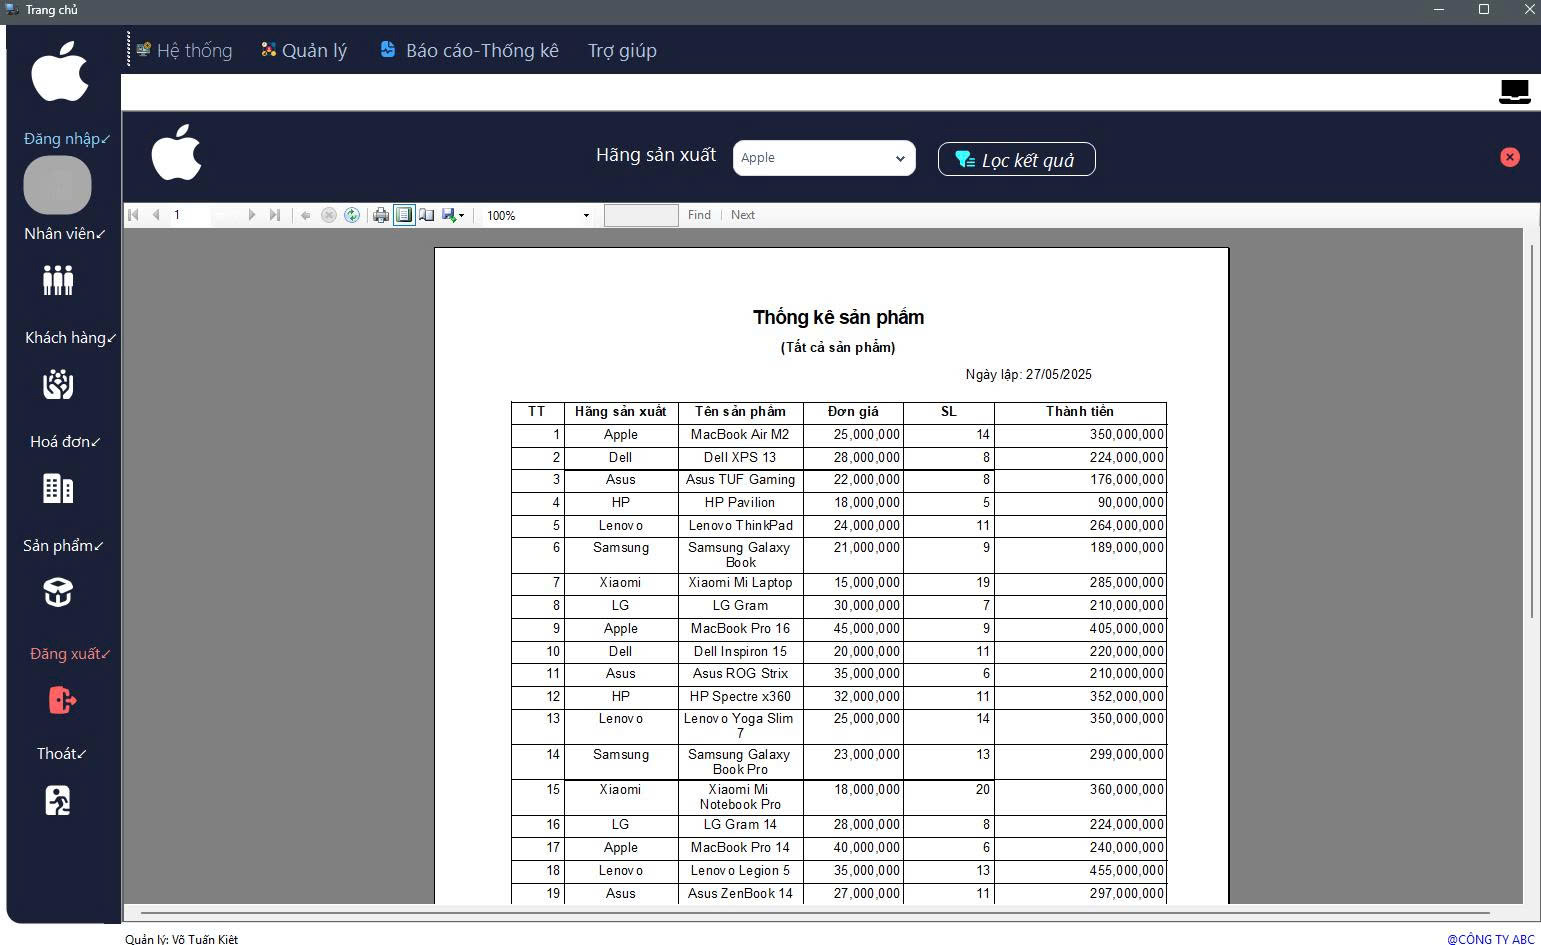 Trang chủ
Hệ thống Quản lý Báo cáo-Thống kê Trợ giúp
Đăng nhập↙
Nhân viên↙
Khách hàng↙
Hoá đơn↙
Sản phẩm↙
Đăng xuất↙
Thoát↙
Hãng sản xuất Apple Lọc kết quả
1 100% Find | Next
Thống kê sản phẩm
(Tất cả sản phẩm)
Ngày lập: 27/05/2025
TT Hãng sản xuất Tên sản phẩm Đơn giá SL Thành tiền
1 Apple MacBook Air M2 25,000,000 14 350,000,000
2 Dell Dell XPS 13 28,000,000 8 224,000,000
3 Asus Asus TUF Gaming 22,000,000 8 176,000,000
4 HP HP Pavilion 18,000,000 5 90,000,000
5 Lenovo Lenovo ThinkPad 24,000,000 11 264,000,000
6 Samsung Samsung Galaxy 21,000,000 9 189,000,000
Book
7 Xiaomi Xiaomi Mi Laptop 15,000,000 19 285,000,000
8 LG LG Gram 30,000,000 7 210,000,000
9 Apple MacBook Pro 16 45,000,000 9 405,000,000
10 Dell Dell Inspiron 15 20,000,000 11 220,000,000
11 Asus Asus ROG Strix 35,000,000 6 210,000,000
12 HP HP Spectre x360 32,000,000 11 352,000,000
13 Lenovo Lenovo Yoga Slim 25,000,000 14 350,000,000
7
14 Samsung Samsung Galaxy 23,000,000 13 299,000,000
Book Pro
15 Xiaomi Xiaomi Mi 18,000,000 20 360,000,000
Notebook Pro
16 LG LG Gram 14 28,000,000 8 224,000,000
17 Apple MacBook Pro 14 40,000,000 6 240,000,000
18 Lenovo Lenovo Legion 5 35,000,000 13 455,000,000
19 Asus Asus ZenBook 14 27,000,000 11 297,000,000
Quản lý: Võ Tuấn Kiêt
@CÔNG TY ABC